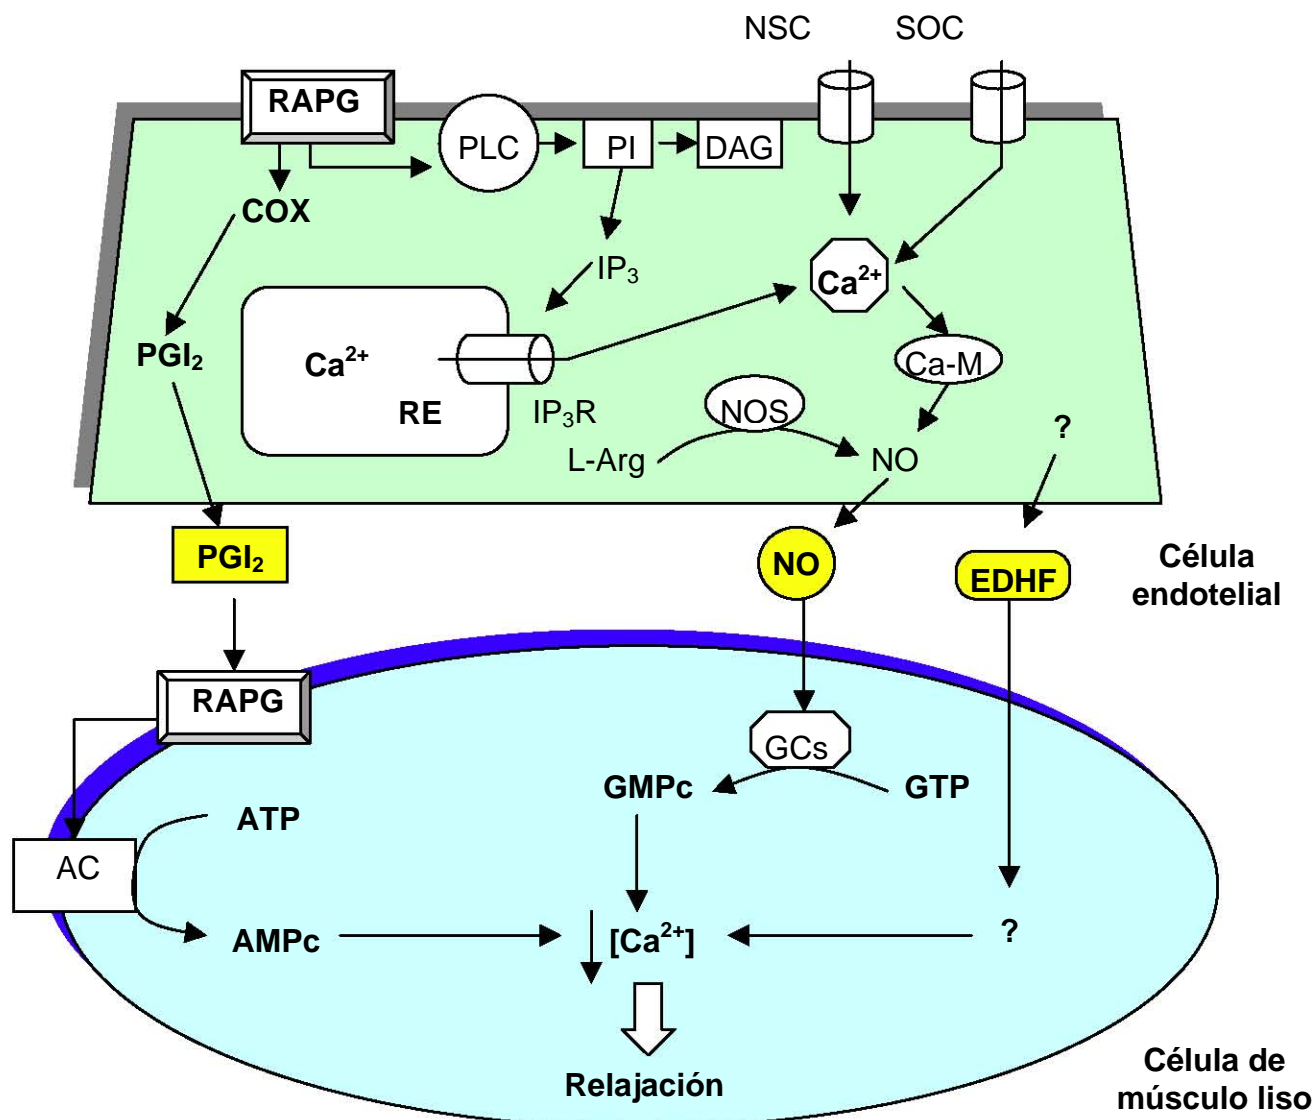 NSC SOC
RAPG
PLC PI DAG
COX
IP₃
Ca²⁺
PGI₂ Ca²⁺ Ca-M
RE IP₃R NOS ?
L-Arg NO
PGI₂ NO EDHF
Célula
endotelial
RAPG
GCs
GMPc GTP
ATP
AC
AMPc [Ca²⁺] ?
Relajación
Célula de
músculo liso